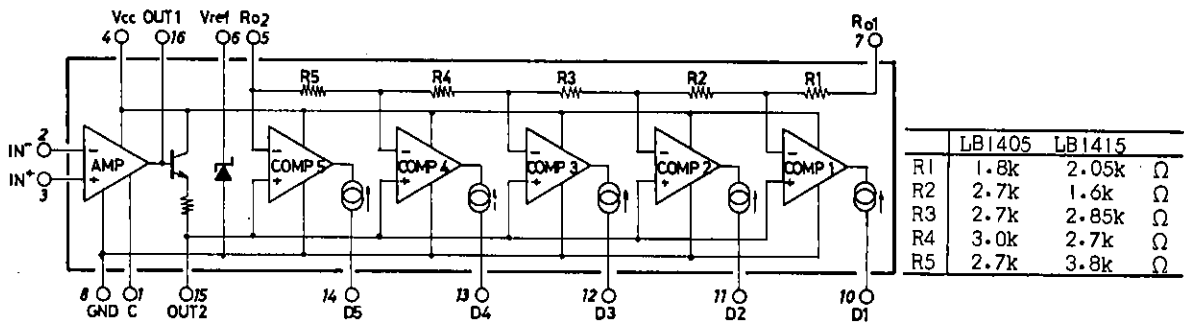 Vcc OUT1 Vref Ro2 Ro1
4 16 6 5 7
R5 R4 R3 R2 R1
IN⁻ 2
IN⁺ 3
− AMP +
− COMP 5 +
− COMP 4 +
− COMP 3 +
− COMP 2 +
− COMP 1 +
8 1 15 14 13 12 11 10
GND C OUT2 D5 D4 D3 D2 D1
LB1405 LB1415
R1 1.8k 2.05k Ω
R2 2.7k 1.6k Ω
R3 2.7k 2.85k Ω
R4 3.0k 2.7k Ω
R5 2.7k 3.8k Ω